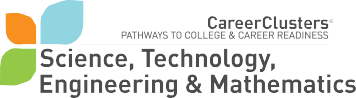 CareerClusters®
PATHWAYS TO COLLEGE & CAREER READINESS
Science, Technology,
Engineering & Mathematics